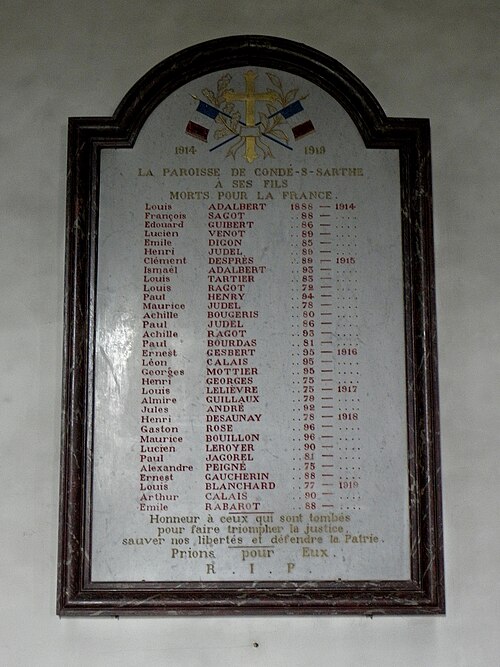 1914 1919
LA PAROISSE DE CONDÉ-S-SARTHE
A SES FILS
MORTS POUR LA FRANCE
Louis ADALBERT 1888 — 1914
François SAGOT ..88 — ....
Edouard GUIBERT ..86 — ....
Lucien VENOT ..89 — ....
Emile DIGON ..85 — ....
Henri JUDEL ..89 — ....
Clément DESPRÉS ..89 — 1915
Ismaël ADALBERT ..93 — ....
Louis TARTIER ..83 — ....
Louis RAGOT ..72 — ....
Paul HENRY ..94 — ....
Maurice JUDEL ..78 — ....
Achille BOUGERIS ..80 — ....
Paul JUDEL ..86 — ....
Achille RAGOT ..93 — ....
Paul BOURDAS ..81 — ....
Ernest GESBERT ..95 — 1916
Léon CALAIS ..95 — ....
Georges MOTTIER ..95 — ....
Henri GEORGES ..75 — ....
Louis LELIÈVRE ..75 — 1917
Almire GUILLAUX ..79 — ....
Jules ANDRÉ ..92 — ....
Henri DESAUNAY ..78 — 1918
Gaston ROSE ..96 — ....
Maurice BOUILLON ..96 — ....
Lucien LEROYER ..90 — ....
Paul JAGOREL ..81 — ....
Alexandre PEIGNÉ ..75 — ....
Ernest GAUCHERIN ..88 — ....
Louis BLANCHARD ..77 — 1919
Arthur CALAIS ..90 — ....
Emile RABAROT ..88 — ....
Honneur à ceux qui sont tombés
pour faire triompher la justice,
sauver nos libertés et défendre la Patrie.
Prions pour Eux.
R. I. P.